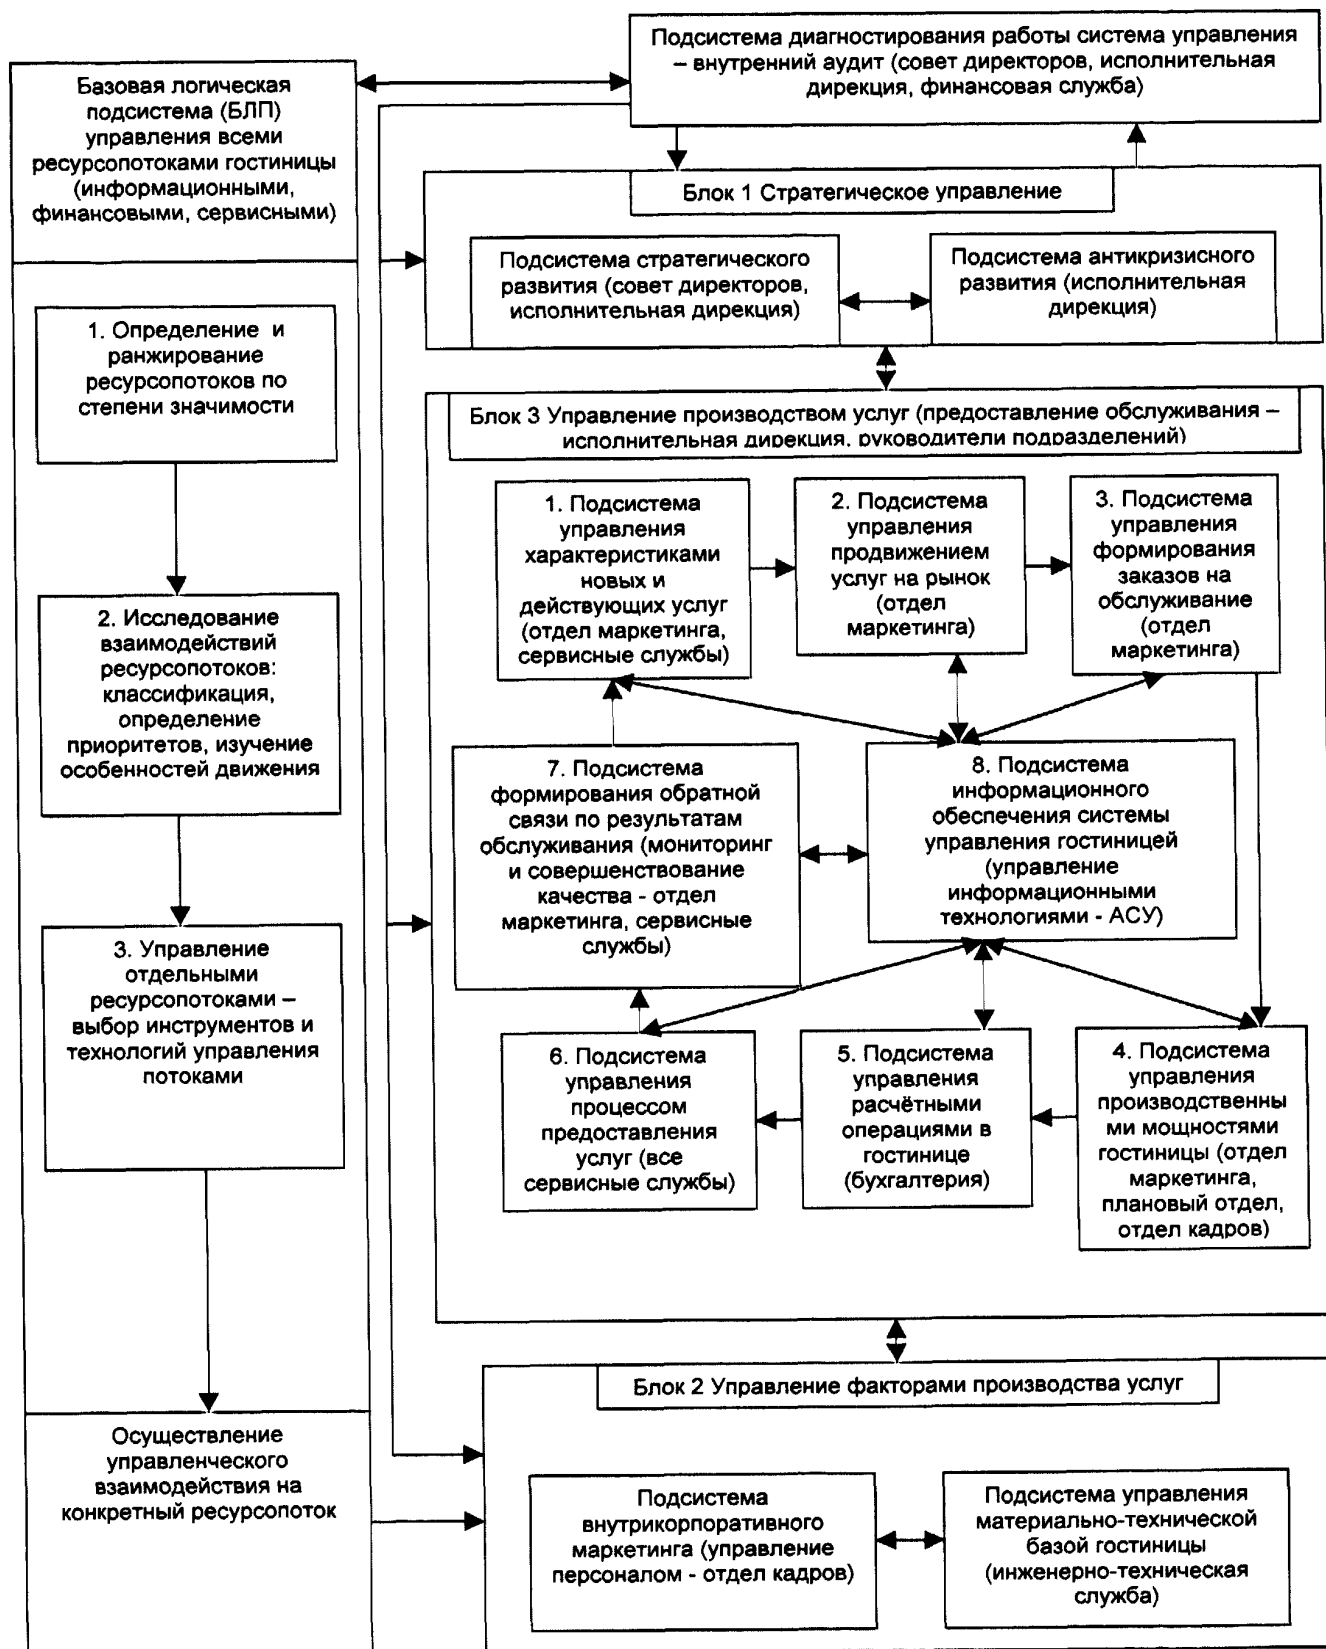 Подсистема диагностирования работы система управления
– внутренний аудит (совет директоров, исполнительная
дирекция, финансовая служба)
Базовая логическая
подсистема (БЛП)
управления всеми
ресурсопотоками гостиницы
(информационными,
финансовыми, сервисными)
Блок 1 Стратегическое управление
Подсистема стратегического
развития (совет директоров,
исполнительная дирекция)
Подсистема антикризисного
развития (исполнительная
дирекция)
1. Определение и
ранжирование
ресурсопотоков по
степени значимости
2. Исследование
взаимодействий
ресурсопотоков:
классификация,
определение
приоритетов, изучение
особенностей движения
3. Управление
отдельными
ресурсопотоками –
выбор инструментов и
технологий управления
потоками
Осуществление
управленческого
взаимодействия на
конкретный ресурсопоток
Блок 3 Управление производством услуг (предоставление обслуживания –
исполнительная дирекция, руководители подразделений)
1. Подсистема
управления
характеристиками
новых и
действующих услуг
(отдел маркетинга,
сервисные службы)
2. Подсистема
управления
продвижением
услуг на рынок
(отдел
маркетинга)
3. Подсистема
управления
формирования
заказов на
обслуживание
(отдел
маркетинга)
7. Подсистема
формирования обратной
связи по результатам
обслуживания (мониторинг
и совершенствование
качества - отдел
маркетинга, сервисные
службы)
8. Подсистема
информационного
обеспечения системы
управления гостиницей
(управление
информационными
технологиями - АСУ)
6. Подсистема
управления
процессом
предоставления
услуг (все
сервисные службы)
5. Подсистема
управления
расчётными
операциями в
гостинице
(бухгалтерия)
4. Подсистема
управления
производственны
ми мощностями
гостиницы (отдел
маркетинга,
плановый отдел,
отдел кадров)
Блок 2 Управление факторами производства услуг
Подсистема
внутрикорпоративного
маркетинга (управление
персоналом - отдел кадров)
Подсистема управления
материально-технической
базой гостиницы
(инженерно-техническая
служба)